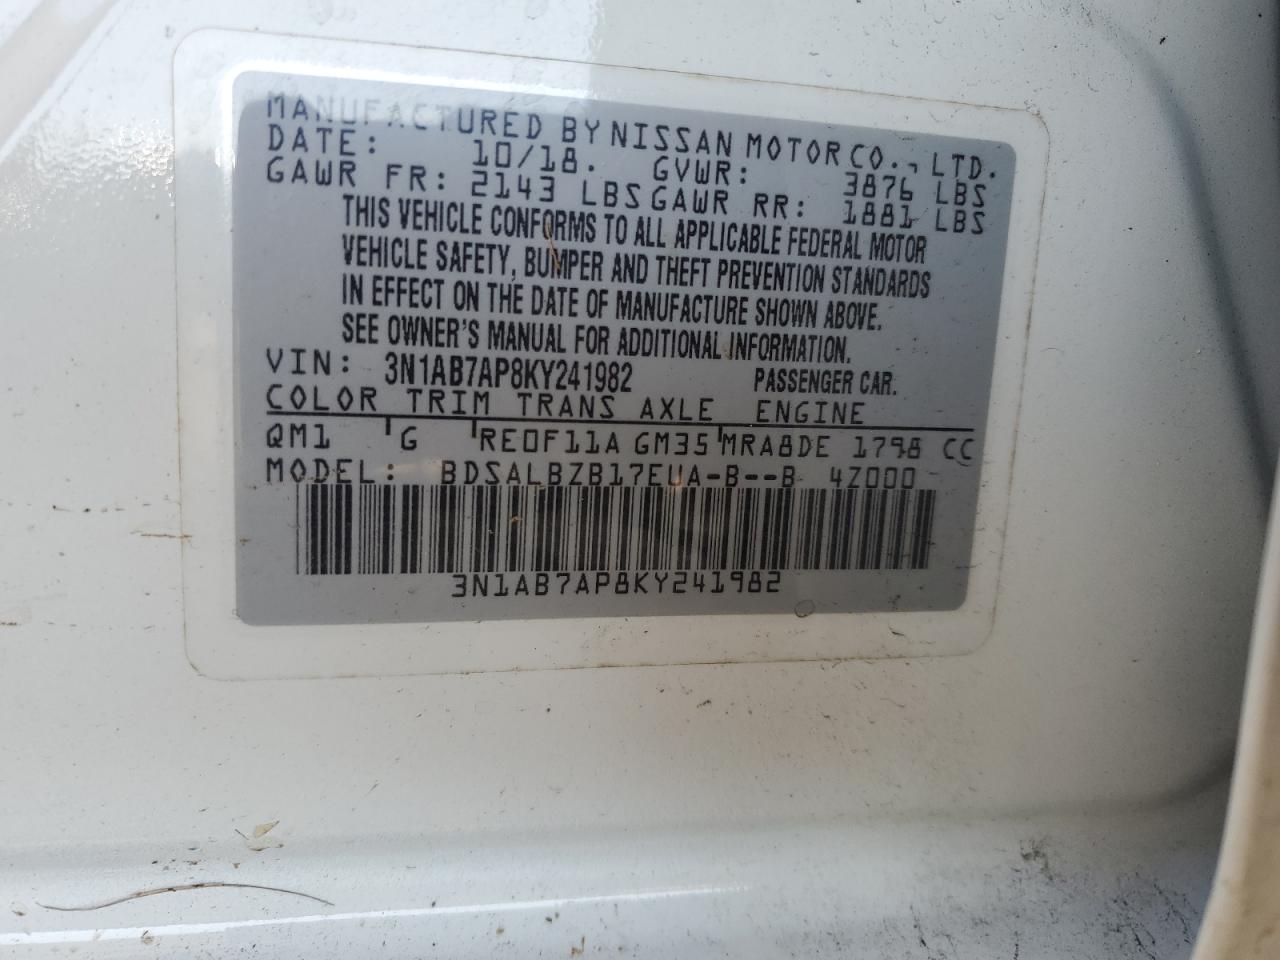 MANUFACTURED BY NISSAN MOTOR CO., LTD.
DATE: 10/18. GVWR: 3876 LBS
GAWR FR: 2143 LBS GAWR RR: 1881 LBS
THIS VEHICLE CONFORMS TO ALL APPLICABLE FEDERAL MOTOR
VEHICLE SAFETY, BUMPER AND THEFT PREVENTION STANDARDS
IN EFFECT ON THE DATE OF MANUFACTURE SHOWN ABOVE.
SEE OWNER'S MANUAL FOR ADDITIONAL INFORMATION.
VIN: 3N1AB7AP8KY241982 PASSENGER CAR.
COLOR TRIM TRANS AXLE ENGINE
QM1 G RE0F11A GM35 MRA8DE 1798 CC
MODEL: BDSALBZB17EUA-B--B 4Z000
3N1AB7AP8KY241982